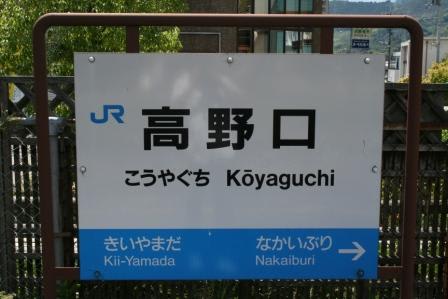 JR 高野口
こうやぐち Kōyaguchi
きいやまだ なかいぶり →
Kii-Yamada Nakaiburi